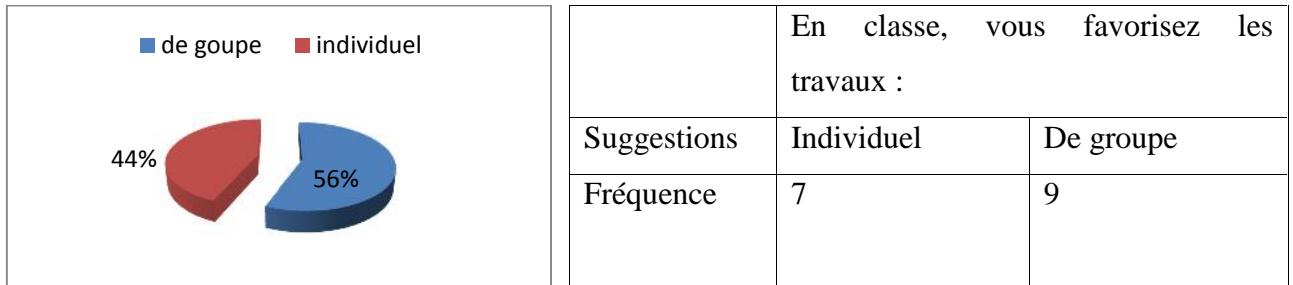 de goupe individuel
44%
56%
En classe, vous favorisez les
travaux :
Suggestions Individuel De groupe
Fréquence 7 9